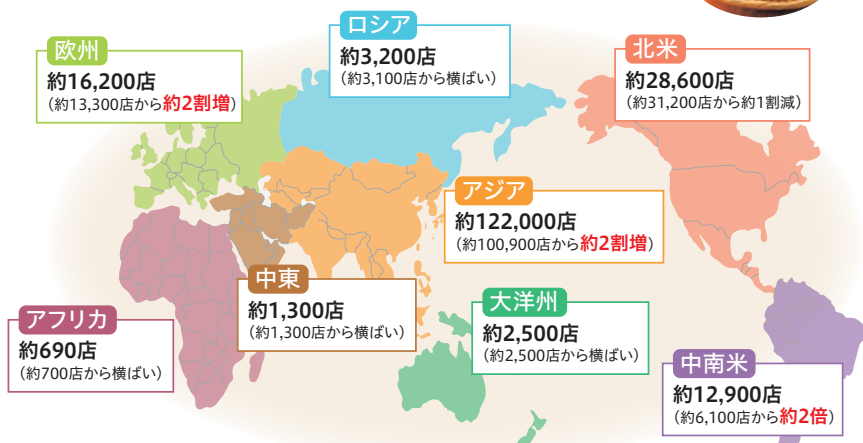 欧州
約16,200店
（約13,300店から約2割増）
ロシア
約3,200店
（約3,100店から横ばい）
北米
約28,600店
（約31,200店から約1割減）
アジア
約122,000店
（約100,900店から約2割増）
中東
約1,300店
（約1,300店から横ばい）
アフリカ
約690店
（約700店から横ばい）
大洋州
約2,500店
（約2,500店から横ばい）
中南米
約12,900店
（約6,100店から約2倍）